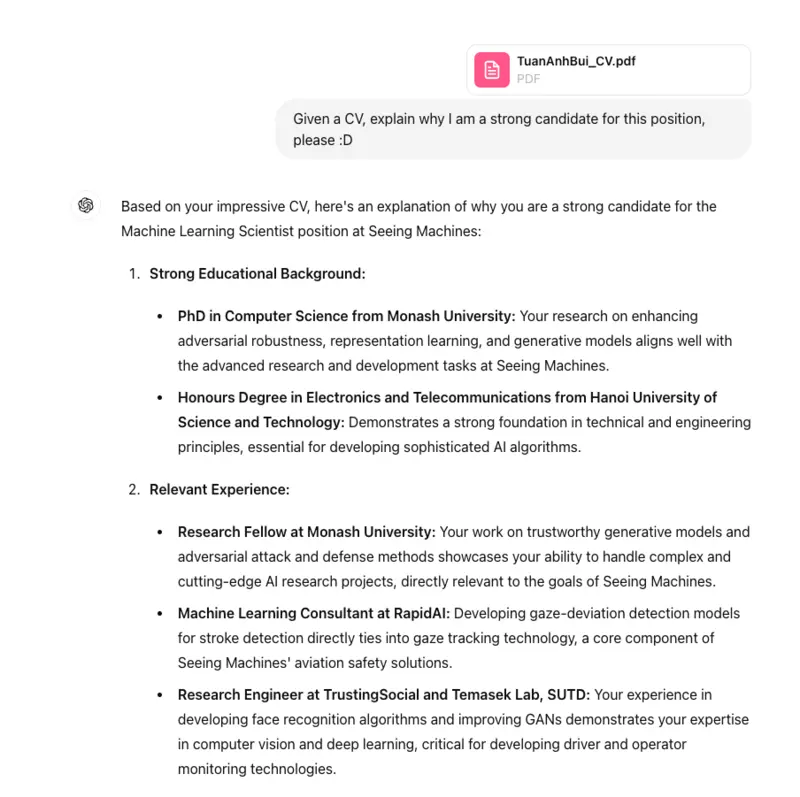 TuanAnhBui_CV.pdf
PDF
Given a CV, explain why I am a strong candidate for this position,
please :D
Based on your impressive CV, here's an explanation of why you are a strong candidate for the
Machine Learning Scientist position at Seeing Machines:
1. Strong Educational Background:
• PhD in Computer Science from Monash University: Your research on enhancing
adversarial robustness, representation learning, and generative models aligns well with
the advanced research and development tasks at Seeing Machines.
• Honours Degree in Electronics and Telecommunications from Hanoi University of
Science and Technology: Demonstrates a strong foundation in technical and engineering
principles, essential for developing sophisticated AI algorithms.
2. Relevant Experience:
• Research Fellow at Monash University: Your work on trustworthy generative models and
adversarial attack and defense methods showcases your ability to handle complex and
cutting-edge AI research projects, directly relevant to the goals of Seeing Machines.
• Machine Learning Consultant at RapidAI: Developing gaze-deviation detection models
for stroke detection directly ties into gaze tracking technology, a core component of
Seeing Machines' aviation safety solutions.
• Research Engineer at TrustingSocial and Temasek Lab, SUTD: Your experience in
developing face recognition algorithms and improving GANs demonstrates your expertise
in computer vision and deep learning, critical for developing driver and operator
monitoring technologies.